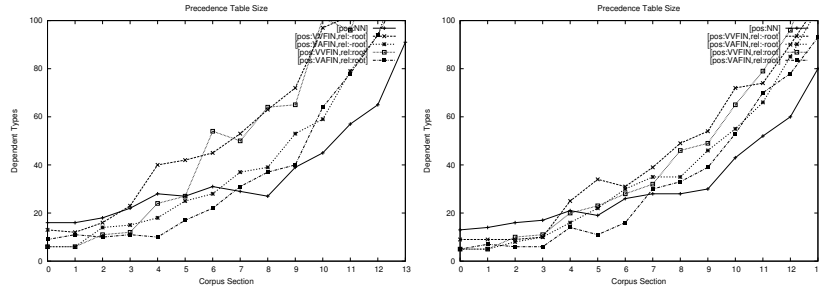 Precedence Table Size
100
80
60
40
20
0
Dependent Types
0 1 2 3 4 5 6 7 8 9 10 11 12 13
Corpus Section
[pos:NN]
[pos:VVFIN,rel:-root]
[pos:VAFIN,rel:-root]
[pos:VVFIN,rel:root]
[pos:VAFIN,rel:root]
Precedence Table Size
100
80
60
40
20
0
Dependent Types
0 1 2 3 4 5 6 7 8 9 10 11 12 1
Corpus Section
[pos:NN]
[pos:VVFIN,rel:-root]
[pos:VAFIN,rel:-root]
[pos:VVFIN,rel:root]
[pos:VAFIN,rel:root]